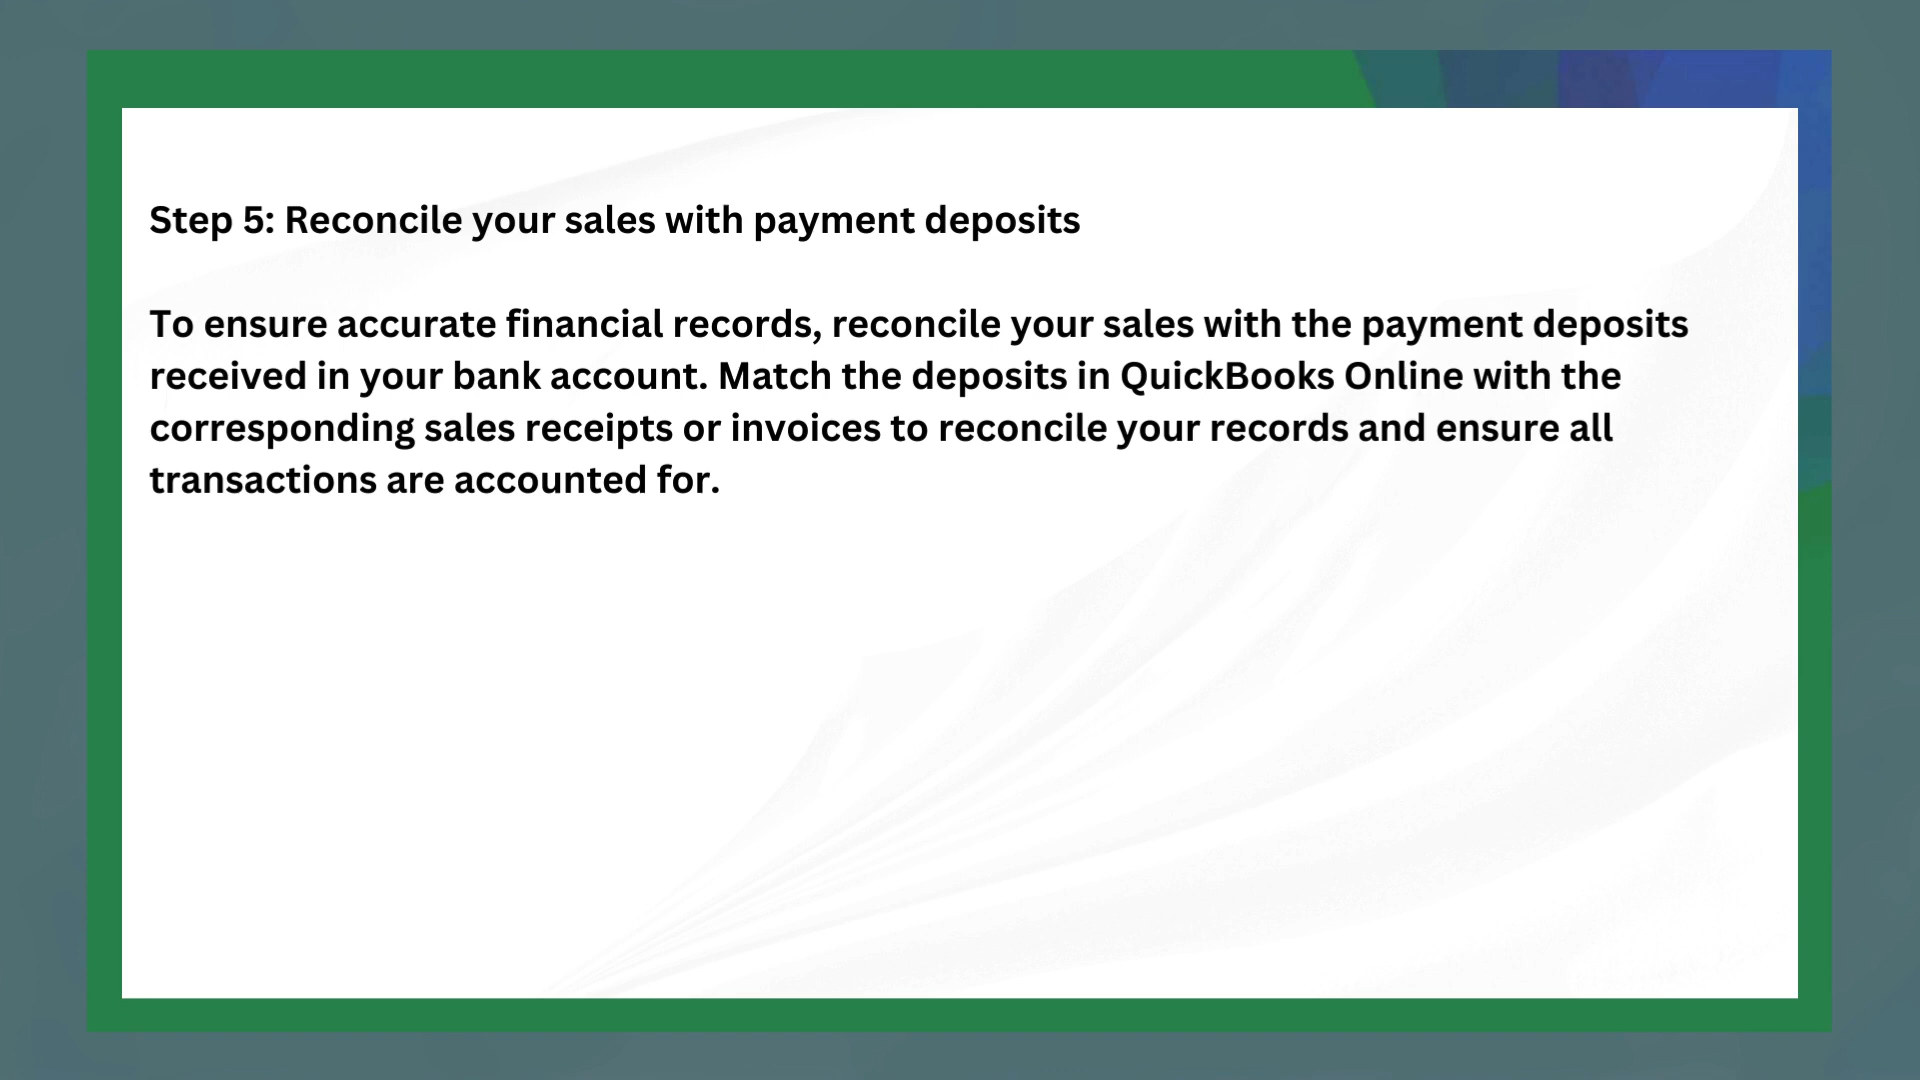 Step 5: Reconcile your sales with payment deposits
To ensure accurate financial records, reconcile your sales with the payment deposits
received in your bank account. Match the deposits in QuickBooks Online with the
corresponding sales receipts or invoices to reconcile your records and ensure all
transactions are accounted for.